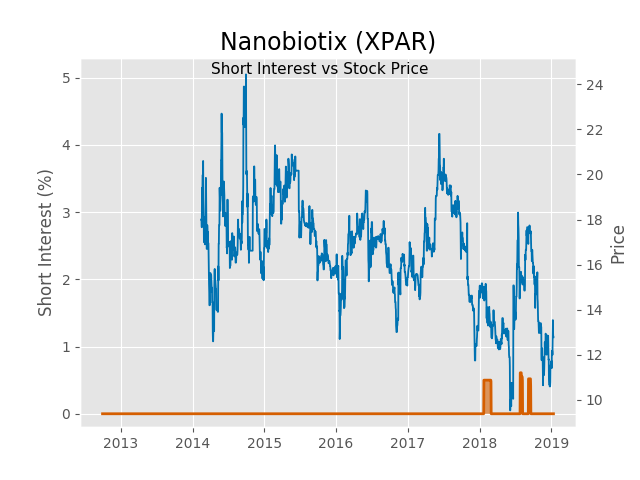 Nanobiotix (XPAR)
Short Interest vs Stock Price
Short Interest (%)
5
4
3
2
1
0
24
22
20
18
16
14
12
10
Price
2013 2014 2015 2016 2017 2018 2019